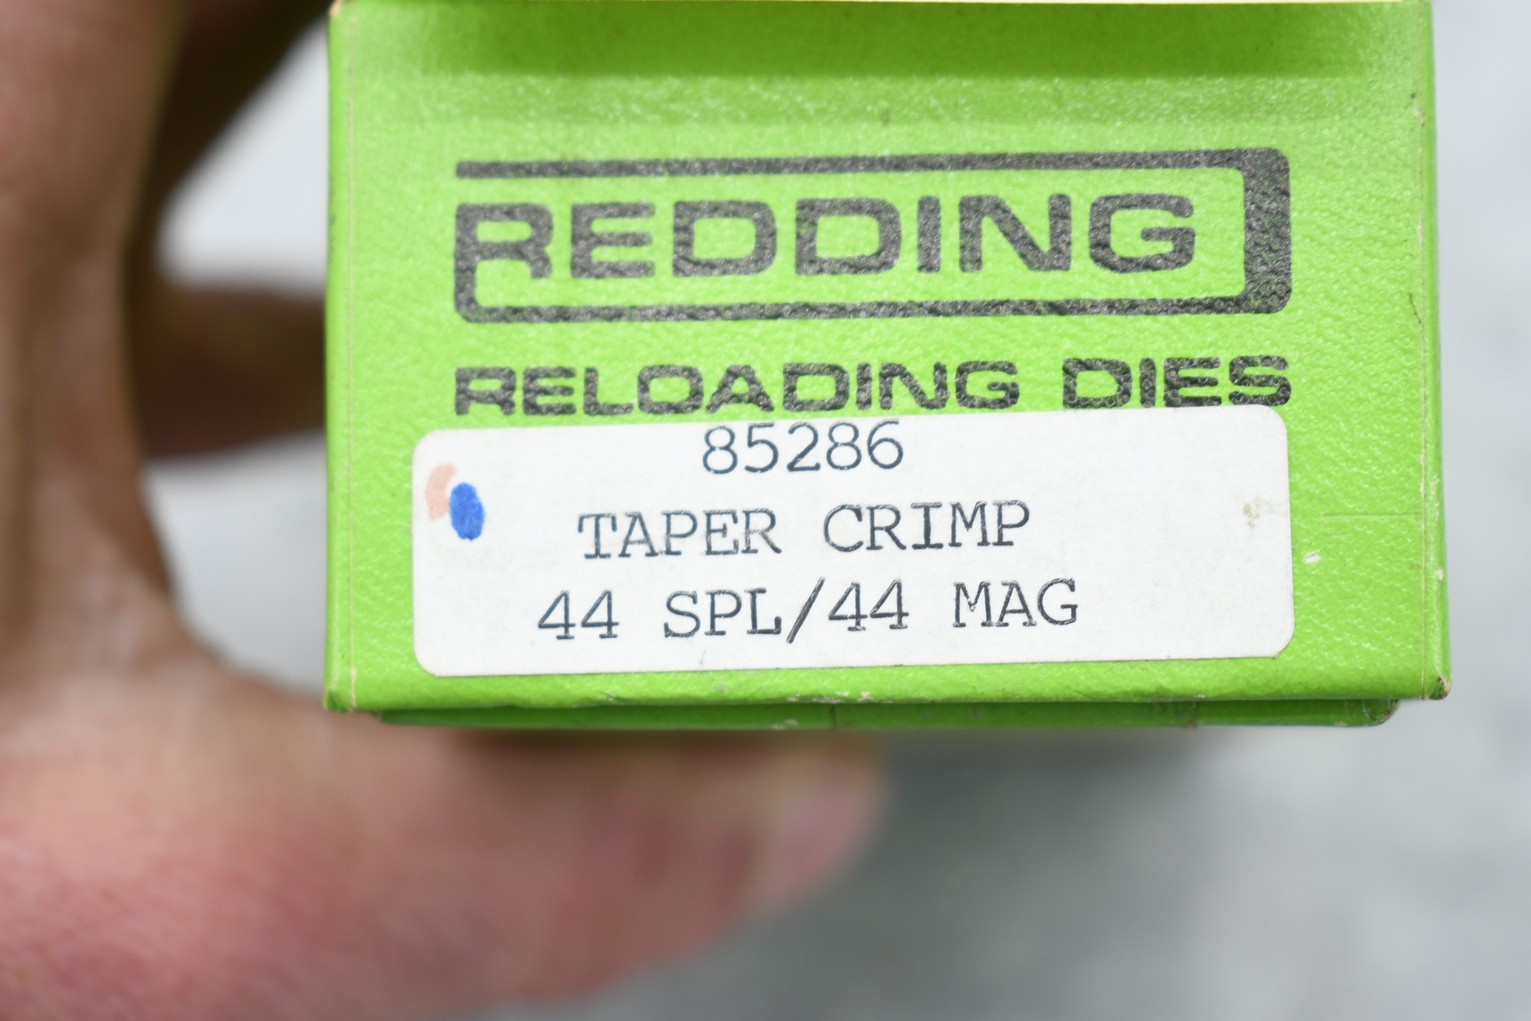 REDDING
RELOADING DIES
85286
TAPER CRIMP
44 SPL/44 MAG